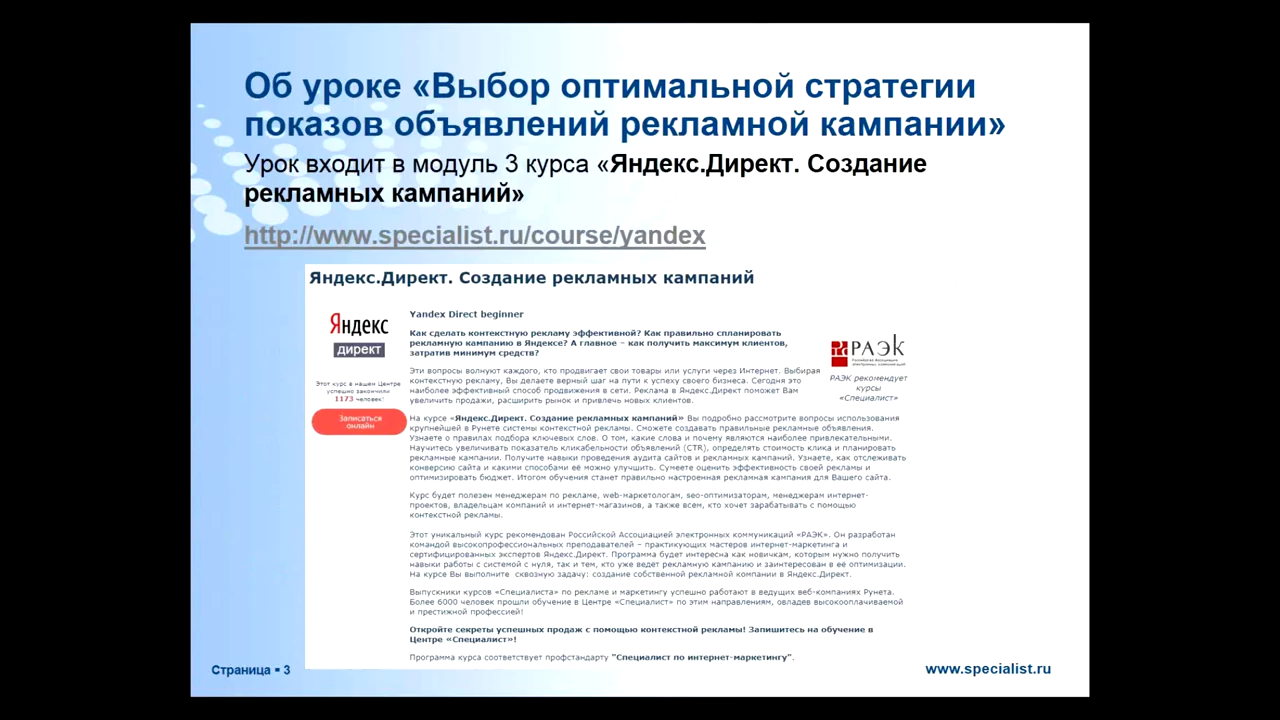 Об уроке «Выбор оптимальной стратегии
показов объявлений рекламной кампании»
Урок входит в модуль 3 курса «Яндекс.Директ. Создание
рекламных кампаний»
http://www.specialist.ru/course/yandex
Яндекс.Директ. Создание рекламных кампаний
Яндекс
директ
Этот курс в нашем Центре
успешно закончили
1173 человек!
Записаться
онлайн
Yandex Direct beginner
Как сделать контекстную рекламу эффективной? Как правильно спланировать
рекламную кампанию в Яндексе? А главное – как получить максимум клиентов,
затратив минимум средств?
Эти вопросы волнуют каждого, кто продвигает свои товары или услуги через Интернет. Выбирая
контекстную рекламу, Вы делаете верный шаг на пути к успеху своего бизнеса. Сегодня это
наиболее эффективный способ продвижения в сети. Реклама в Яндекс.Директ поможет Вам
увеличить продажи, расширить рынок и привлечь новых клиентов.
РАЭК
РАЭК рекомендует
курсы
«Специалист»
На курсе «Яндекс.Директ. Создание рекламных кампаний» Вы подробно рассмотрите вопросы использования
крупнейшей в Рунете системы контекстной рекламы. Сможете создавать правильные рекламные объявления.
Узнаете о правилах подбора ключевых слов. О том, какие слова и почему являются наиболее привлекательными.
Научитесь увеличивать показатель кликабельности объявлений (CTR), определять стоимость клика и планировать
рекламные кампании. Получите навыки проведения аудита сайтов и рекламных кампаний. Узнаете, как отслеживать
конверсию сайта и какими способами её можно улучшить. Сумеете оценить эффективность своей рекламы и
оптимизировать бюджет. Итогом обучения станет правильно настроенная рекламная кампания для Вашего сайта.
Курс будет полезен менеджерам по рекламе, web-маркетологам, seo-оптимизаторам, менеджерам интернет-
проектов, владельцам компаний и интернет-магазинов, а также всем, кто хочет зарабатывать с помощью
контекстной рекламы.
Этот уникальный курс рекомендован Российской Ассоциацией электронных коммуникаций «РАЭК». Он разработан
командой высокопрофессиональных преподавателей – практикующих мастеров интернет-маркетинга и
сертифицированных экспертов Яндекс.Директ. Программа будет интересна как новичкам, которым нужно получить
навыки работы с системой с нуля, так и тем, кто уже ведет рекламную кампанию и заинтересован в её оптимизации.
На курсе Вы выполните сквозную задачу: создание собственной рекламной компании в Яндекс.Директ.
Выпускники курсов «Специалиста» по рекламе и маркетингу успешно работают в ведущих веб-компаниях Рунета.
Более 6000 человек прошли обучение в Центре «Специалист» по этим направлениям, овладев высокооплачиваемой
и престижной профессией!
Откройте секреты успешных продаж с помощью контекстной рекламы! Запишитесь на обучение в
Центре «Специалист»!
Программа курса соответствует профстандарту "Специалист по интернет-маркетингу".
Страница ▪ 3
www.specialist.ru